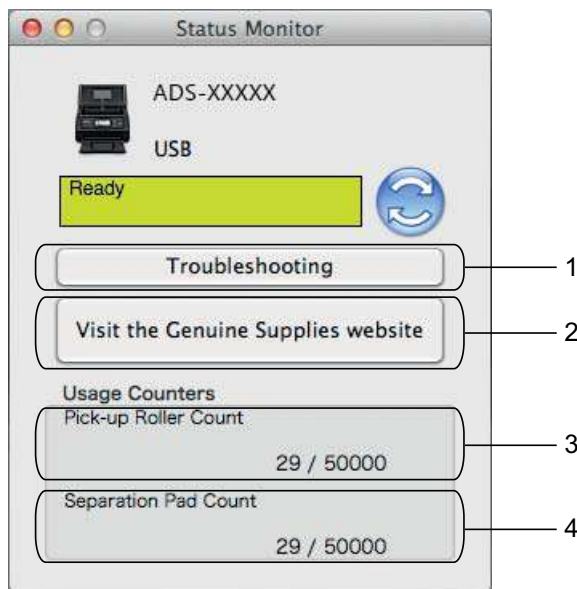 Status Monitor
ADS-XXXXX
USB
Ready
Troubleshooting
1
Visit the Genuine Supplies website
2
Usage Counters
Pick-up Roller Count
29 / 50000
3
Separation Pad Count
29 / 50000
4